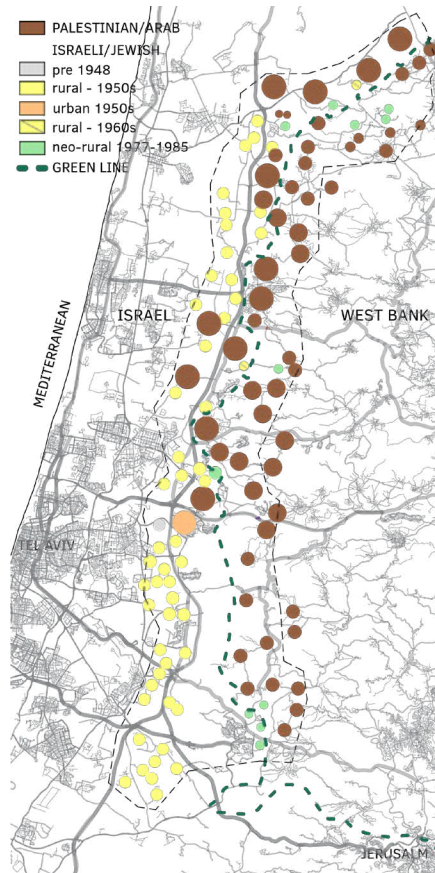 PALESTINIAN/ARAB
ISRAELI/JEWISH
pre 1948
rural - 1950s
urban 1950s
rural - 1960s
neo-rural 1977-1985
GREEN LINE
ISRAEL
WEST BANK
MEDITERRANEAN
TEL AVIV
JERUSALM